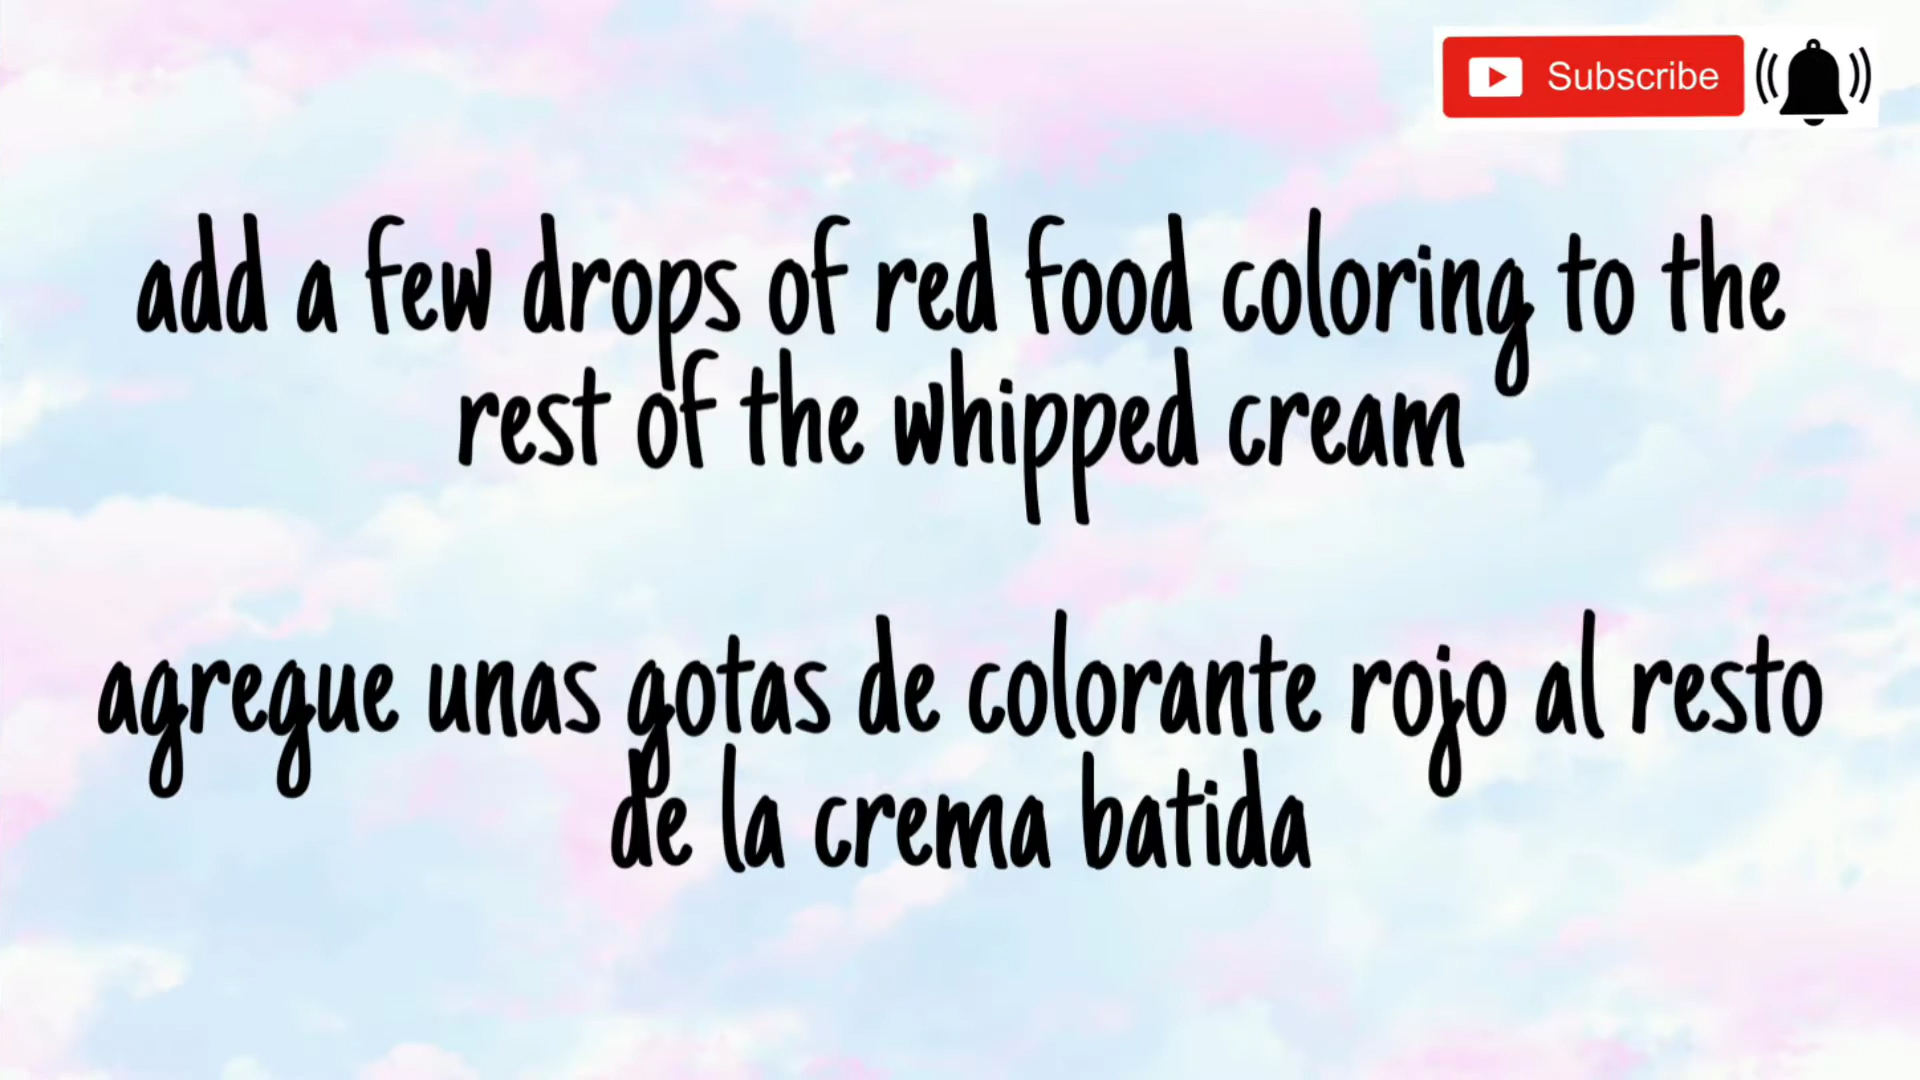 Subscribe
add a few drops of red food coloring to the
rest of the whipped cream
agregue unas gotas de colorante rojo al resto
de la crema batida